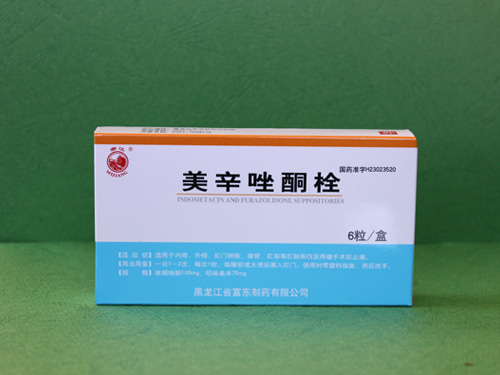 国药准字H23023520
美辛唑酮栓
INDOMETACIN AND FURAZOLIDONE SUPPOSITORIES
6粒/盒
【适应症】适用于内痔、外痔、肛门肿胀、瘘管、肛裂等肛肠疾病及痔瘘手术后止痛。
【用法用量】一日1~2次，每次1粒，临睡前或大便后塞入肛门，使用时带塑料指套，用后洗手。
【规格】呋喃唑酮100mg，吲哚美辛75mg
黑龙江省富东制药有限公司